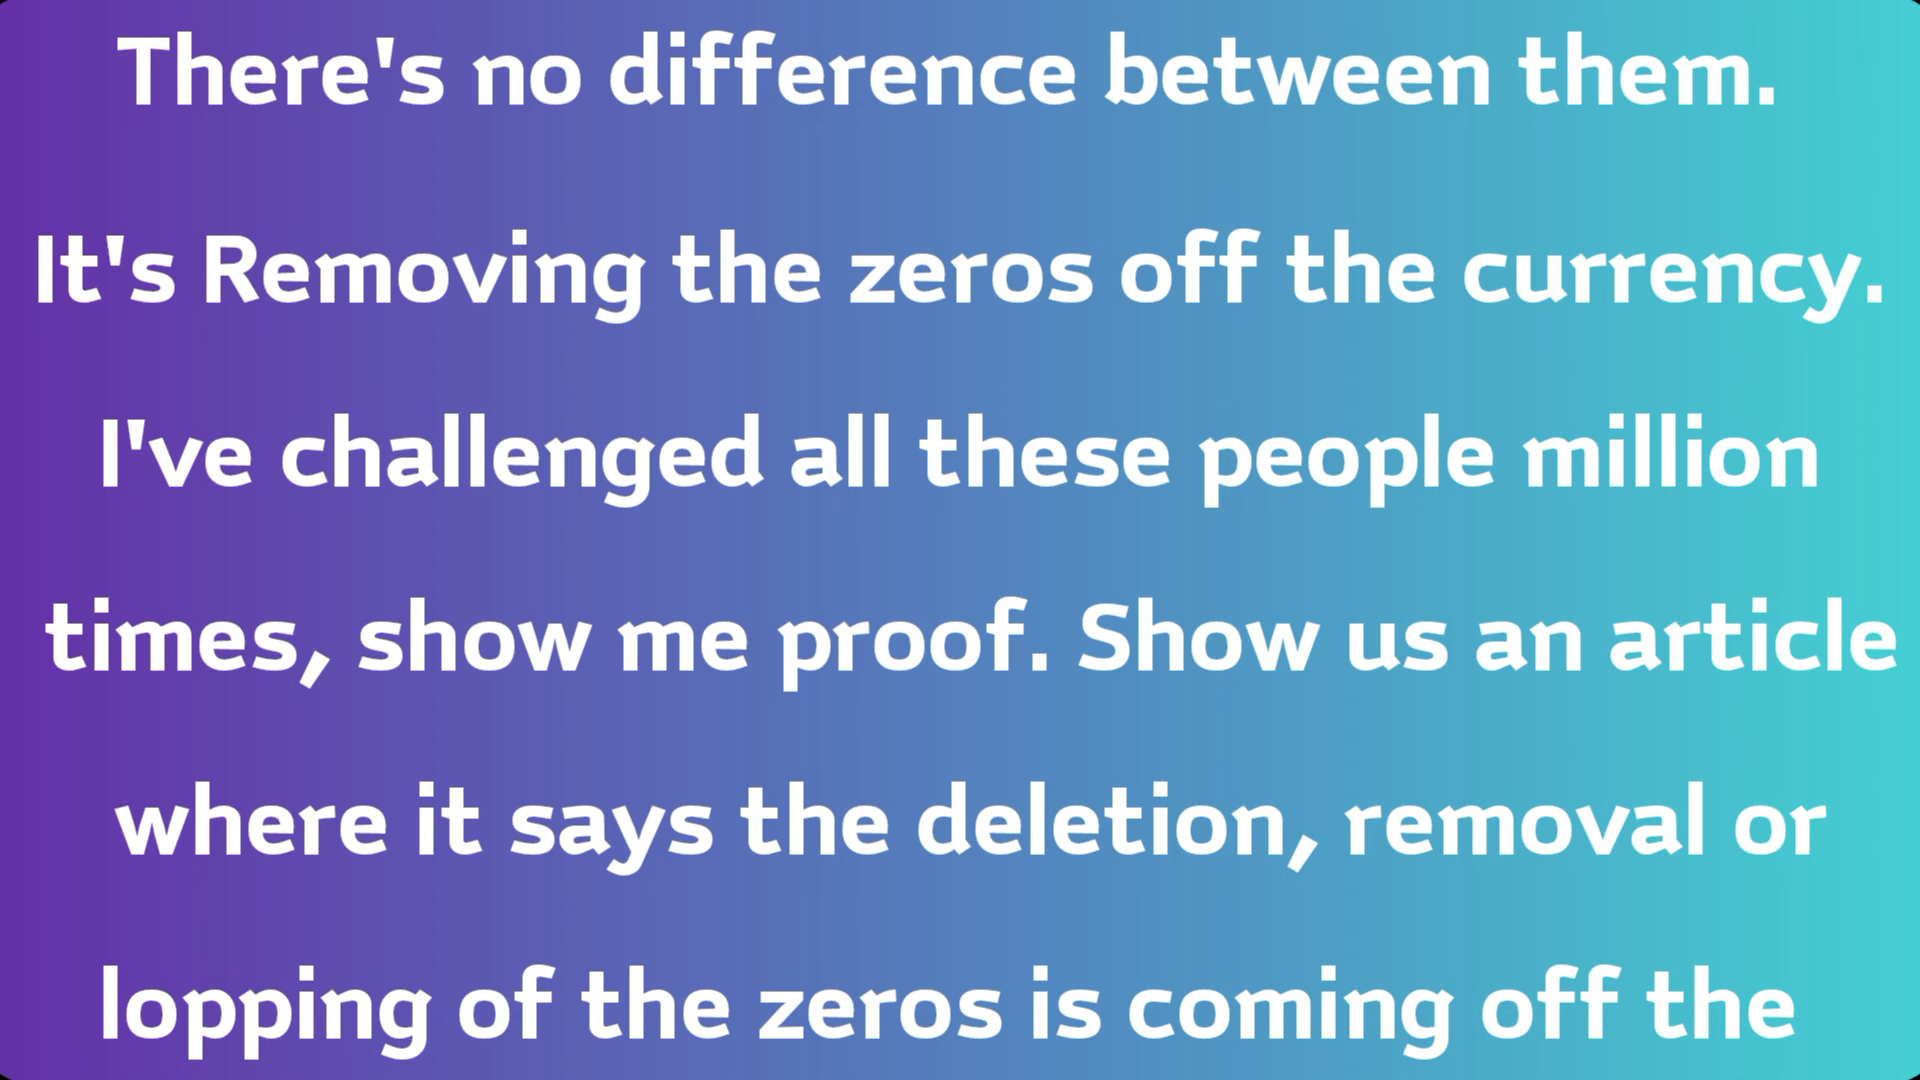 There's no difference between them.
It's Removing the zeros off the currency.
I've challenged all these people million
times, show me proof. Show us an article
where it says the deletion, removal or
lopping of the zeros is coming off the